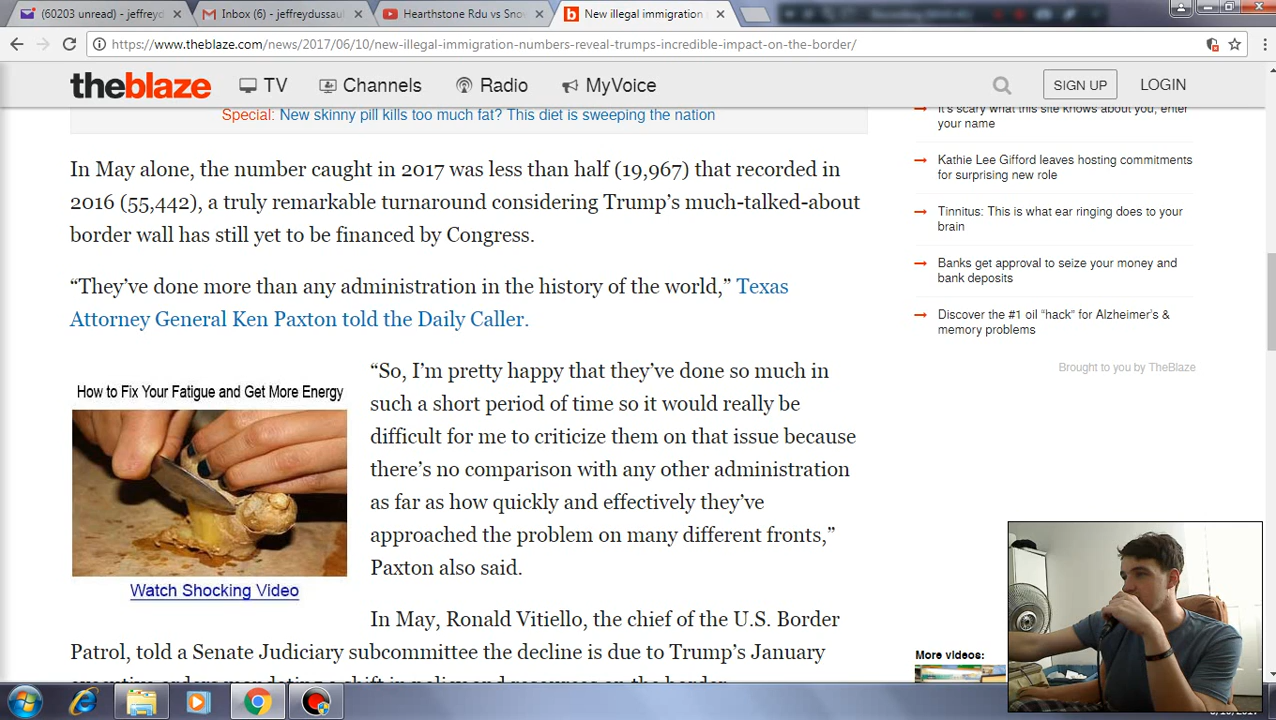 (60203 unread) - jeffreyd
Inbox (6) - jeffreydussau
Hearthstone Rdu vs Sno
New illegal immigration
https://www.theblaze.com/news/2017/06/10/new-illegal-immigration-numbers-reveal-trumps-incredible-impact-on-the-border/
theblaze
TV
Channels
Radio
MyVoice
SIGN UP
LOGIN
Special: New skinny pill kills too much fat? This diet is sweeping the nation
In May alone, the number caught in 2017 was less than half (19,967) that recorded in
2016 (55,442), a truly remarkable turnaround considering Trump’s much-talked-about
border wall has still yet to be financed by Congress.
“They’ve done more than any administration in the history of the world,” Texas
Attorney General Ken Paxton told the Daily Caller.
How to Fix Your Fatigue and Get More Energy
Watch Shocking Video
“So, I’m pretty happy that they’ve done so much in
such a short period of time so it would really be
difficult for me to criticize them on that issue because
there’s no comparison with any other administration
as far as how quickly and effectively they’ve
approached the problem on many different fronts,”
Paxton also said.
In May, Ronald Vitiello, the chief of the U.S. Border
Patrol, told a Senate Judiciary subcommittee the decline is due to Trump’s January
It's scary what this site knows about you, enter
your name
Kathie Lee Gifford leaves hosting commitments
for surprising new role
Tinnitus: This is what ear ringing does to your
brain
Banks get approval to seize your money and
bank deposits
Discover the #1 oil “hack” for Alzheimer's &
memory problems
Brought to you by TheBlaze
More videos: